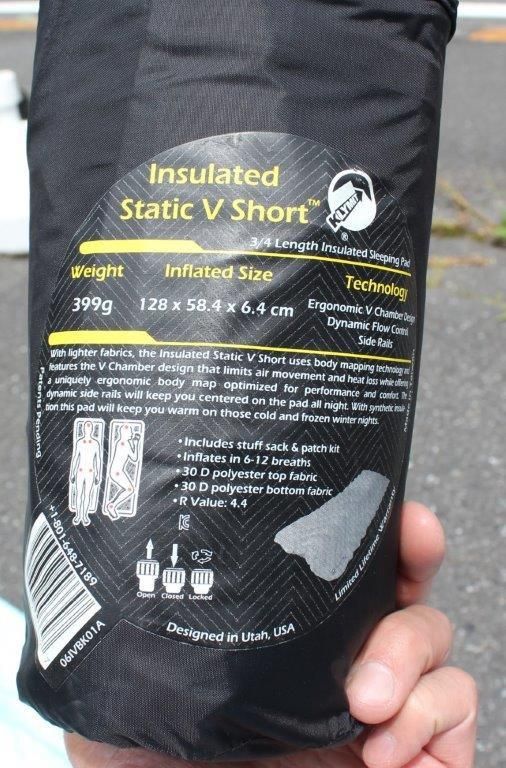 Insulated
Static V Short™
KLYMIT
®
3/4 Length Insulated Sleeping Pad
Weight
399g
Inflated Size
128 x 58.4 x 6.4 cm
Technology
Ergonomic V Chamber Design
Dynamic Flow Control
Side Rails
With lighter fabrics, the Insulated Static V Short uses body mapping technology and
features the V Chamber design that limits air movement and heat loss while offering
a uniquely ergonomic body map optimized for performance and comfort. The
dynamic side rails will keep you centered on the pad all night. With synthetic insula
tion this pad will keep you warm on those cold and frozen winter nights.
Patents Pending
Made in
• Includes stuff sack & patch kit
• Inflates in 6-12 breaths
• 30 D polyester top fabric
• 30 D polyester bottom fabric
• R Value: 4.4
Open
Closed
Locked
Limited Lifetime Warranty
+1-801-648-7189
06IVBK01A
Designed in Utah, USA